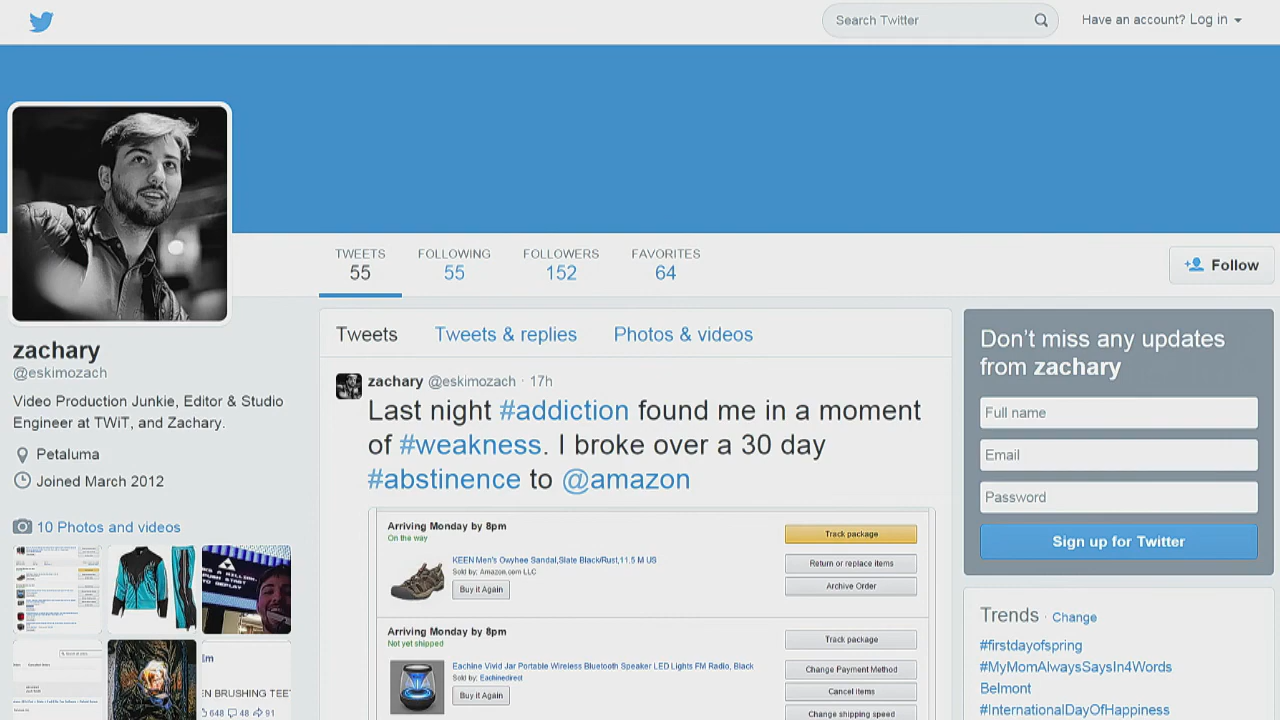 Search Twitter
Have an account? Log in
TWEETS
55
FOLLOWING
55
FOLLOWERS
152
FAVORITES
64
Follow
zachary
@eskimozach
Video Production Junkie, Editor & Studio
Engineer at TWiT, and Zachary.
Petaluma
Joined March 2012
10 Photos and videos
EN BRUSHING TEET
648 48 91
Tweets
Tweets & replies
Photos & videos
zachary @eskimozach · 17h
Last night #addiction found me in a moment
of #weakness. I broke over a 30 day
#abstinence to @amazon
Arriving Monday by 8pm
On the way
KEEN Men's Owyhee Sandal,Slate Black/Rust,11.5 M US
Sold by: Amazon.com LLC
Buy it Again
Track package
Return or replace items
Archive Order
Arriving Monday by 8pm
Not yet shipped
Eachine Vivid Jar Portable Wireless Bluetooth Speaker LED Lights FM Radio, Black
Sold by: Eachinedirect
Buy it Again
Track package
Change Payment Method
Cancel items
Change shipping speed
Don't miss any updates
from zachary
Full name
Email
Password
Sign up for Twitter
Trends · Change
#firstdayofspring
#MyMomAlwaysSaysIn4Words
Belmont
#InternationalDayOfHappiness